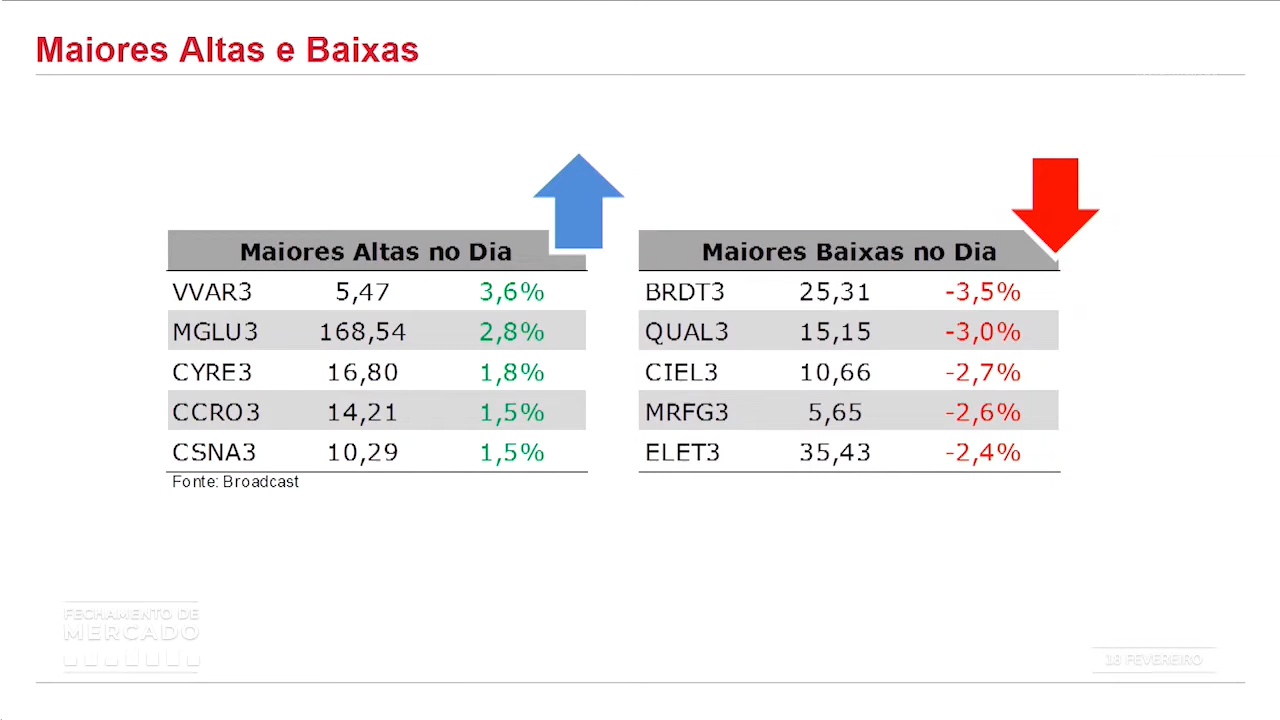 Maiores Altas e Baixas
Maiores Altas no Dia
VVAR3 5,47 3,6%
MGLU3 168,54 2,8%
CYRE3 16,80 1,8%
CCRO3 14,21 1,5%
CSNA3 10,29 1,5%
Fonte: Broadcast
Maiores Baixas no Dia
BRDT3 25,31 -3,5%
QUAL3 15,15 -3,0%
CIEL3 10,66 -2,7%
MRFG3 5,65 -2,6%
ELET3 35,43 -2,4%
FECHAMENTO DE
MERCADO
18 FEVEREIRO